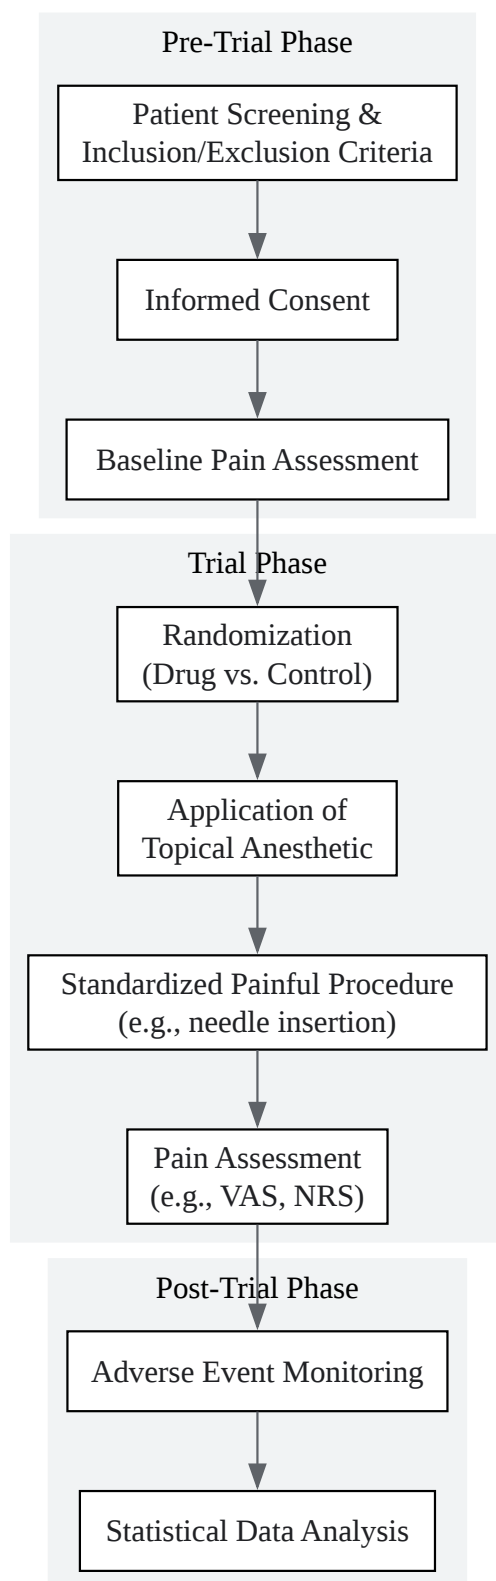 Pre-Trial Phase
Patient Screening &
Inclusion/Exclusion Criteria
Informed Consent
Baseline Pain Assessment
Trial Phase
Randomization
(Drug vs. Control)
Application of
Topical Anesthetic
Standardized Painful Procedure
(e.g., needle insertion)
Pain Assessment
(e.g., VAS, NRS)
Post-Trial Phase
Adverse Event Monitoring
Statistical Data Analysis